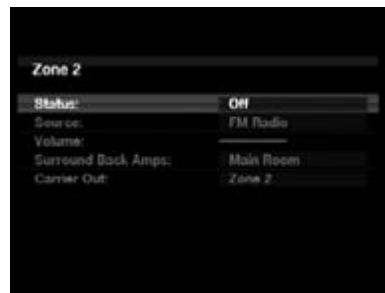 Zone 2
Status: Off
Source: FM Radio
Volume:
Surround Back Amps: Main Room
Carrier Out: Zone 2